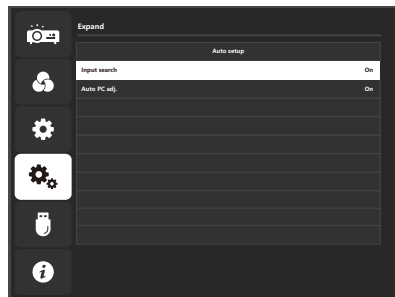 Expand
Auto setup
Input search On
Auto PC adj. On
i